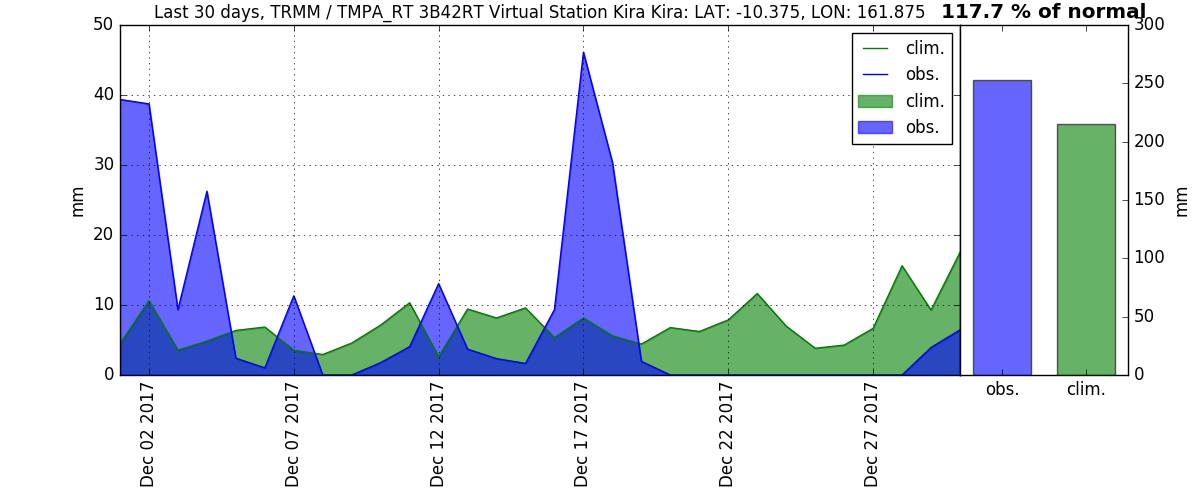 Last 30 days, TRMM / TMPA_RT 3B42RT Virtual Station Kira Kira: LAT: -10.375, LON: 161.875 117.7 % of normal
50
40
30
20
10
0
mm
clim.
obs.
clim.
obs.
300
250
200
150
100
50
0
mm
Dec 02 2017
Dec 07 2017
Dec 12 2017
Dec 17 2017
Dec 22 2017
Dec 27 2017
obs. clim.